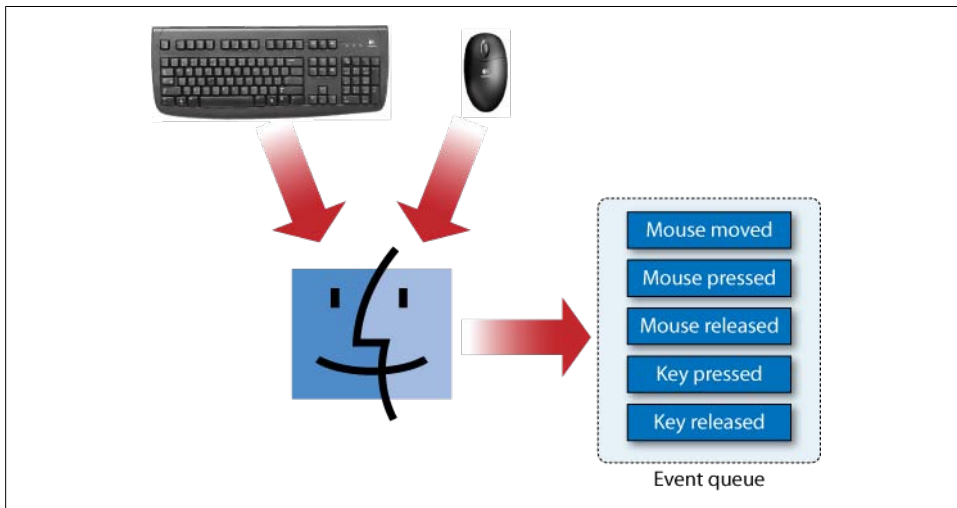 Mouse moved
Mouse pressed
Mouse released
Key pressed
Key released
Event queue